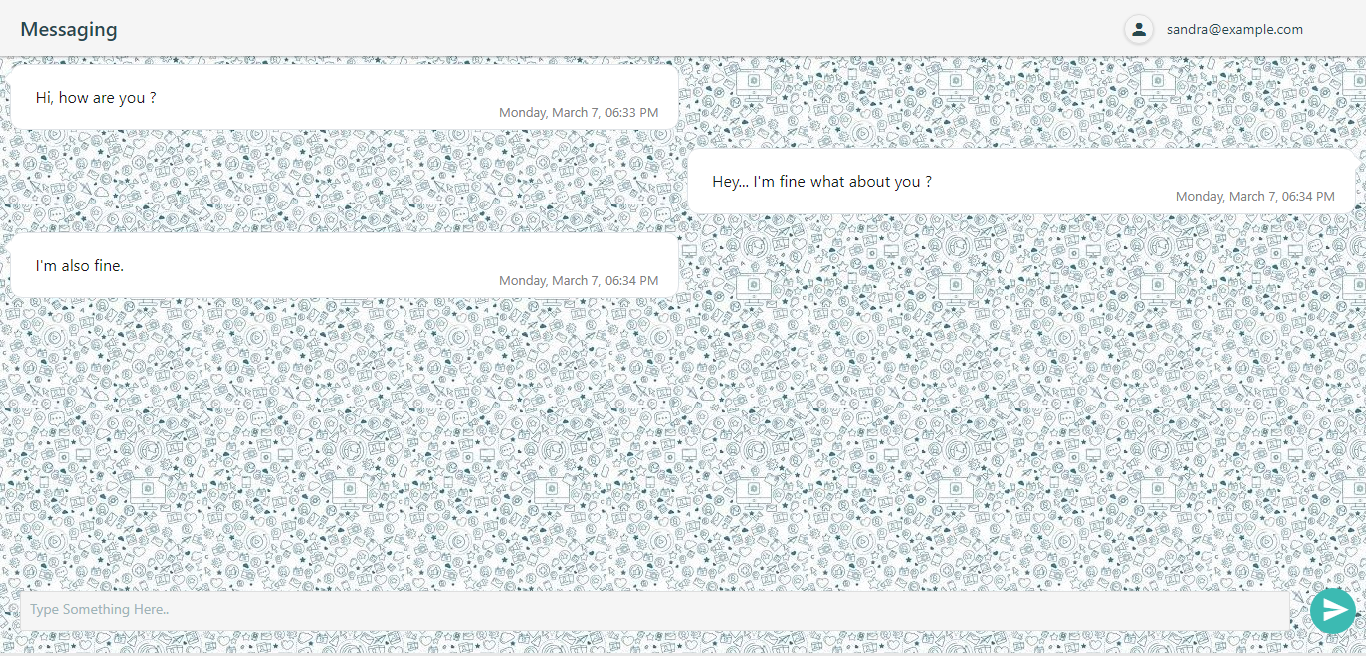 Messaging
sandra@example.com
Hi, how are you ?
Monday, March 7, 06:33 PM
Hey... I'm fine what about you ?
Monday, March 7, 06:34 PM
I'm also fine.
Monday, March 7, 06:34 PM
Type Something Here..